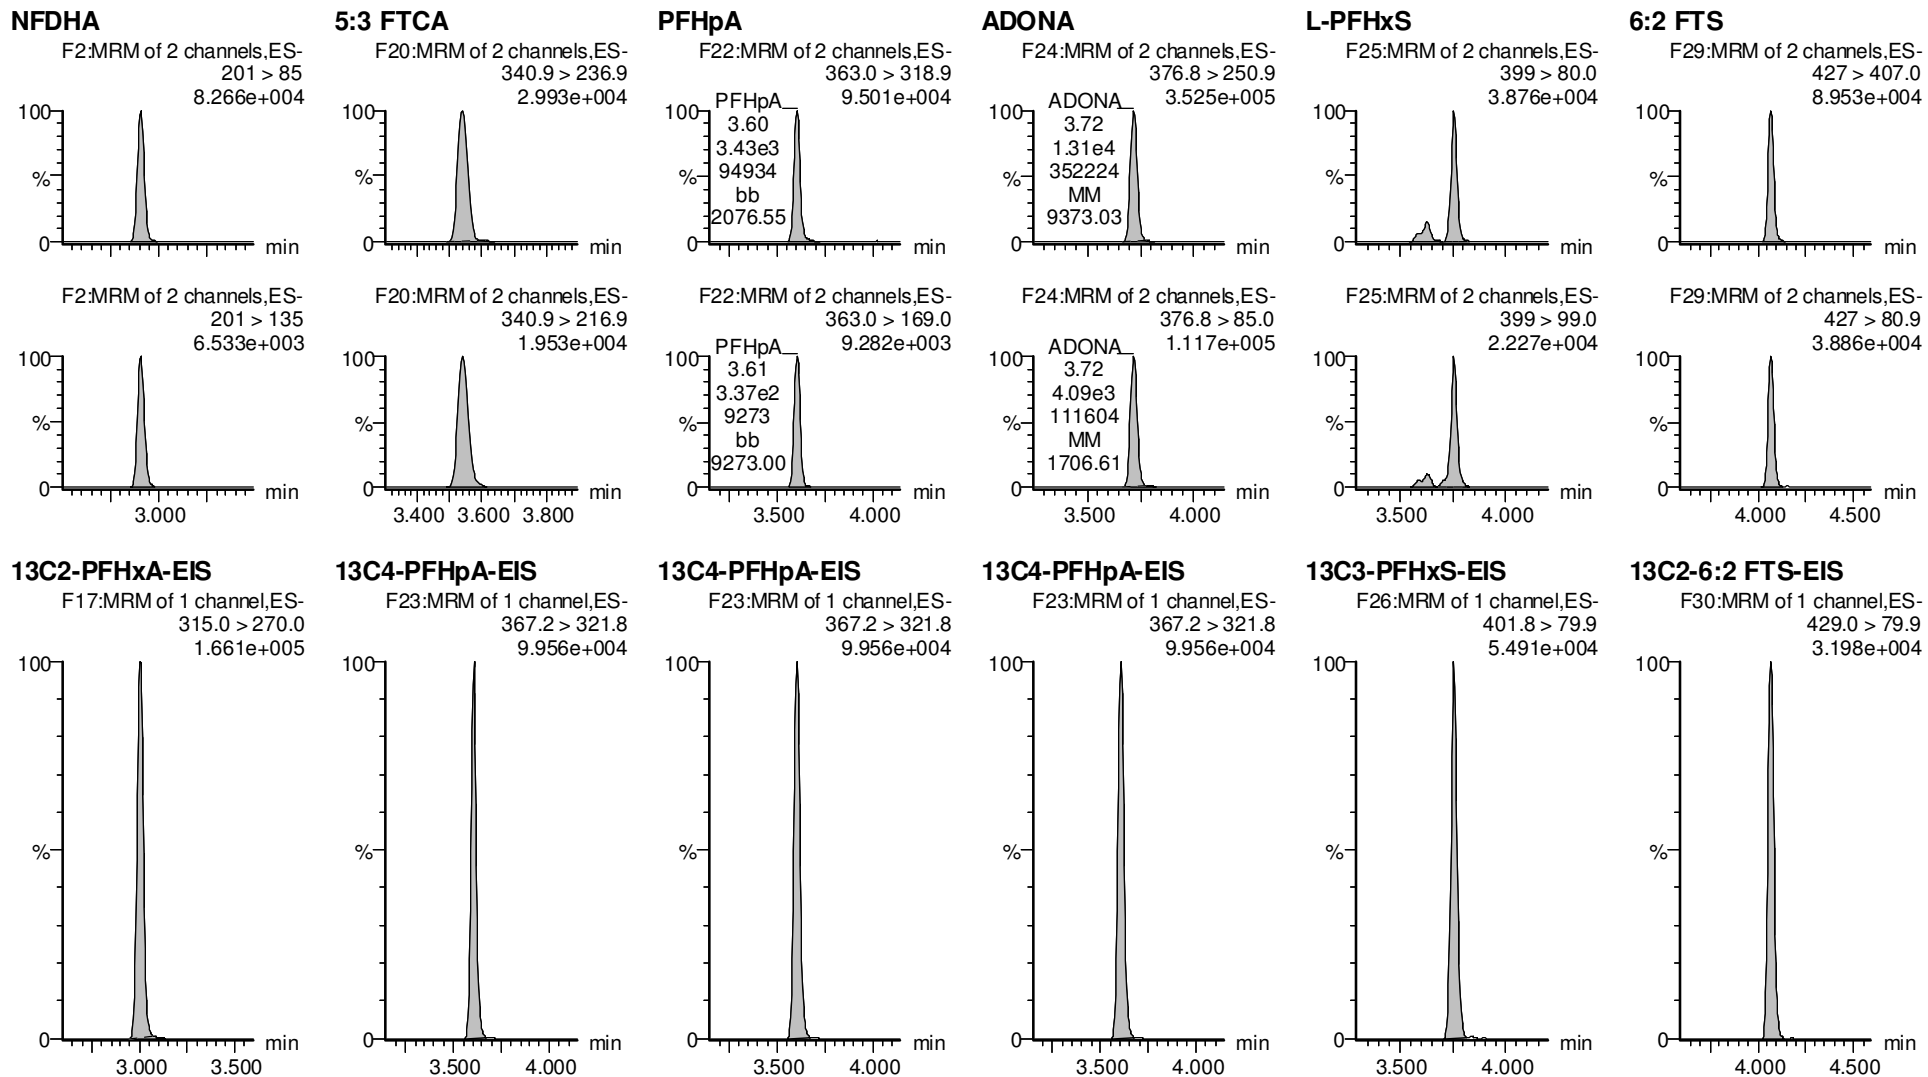 NFDHA
F2:MRM of 2 channels,ES-
201 > 85
8.266e+004
100
%
0
min
5:3 FTCA
F20:MRM of 2 channels,ES-
340.9 > 236.9
2.993e+004
100
%
0
min
PFHpA
F22:MRM of 2 channels,ES-
363.0 > 318.9
9.501e+004
100
%
0
PFHpA
3.60
3.43e3
94934
bb
2076.55
min
ADONA
F24:MRM of 2 channels,ES-
376.8 > 250.9
3.525e+005
100
%
0
ADONA
3.72
1.31e4
352224
MM
9373.03
min
L-PFHxS
F25:MRM of 2 channels,ES-
399 > 80.0
3.876e+004
100
%
0
min
6:2 FTS
F29:MRM of 2 channels,ES-
427 > 407.0
8.953e+004
100
%
0
min
F2:MRM of 2 channels,ES-
201 > 135
6.533e+003
100
%
0
min
3.000
F20:MRM of 2 channels,ES-
340.9 > 216.9
1.953e+004
100
%
0
min
3.400 3.600 3.800
F22:MRM of 2 channels,ES-
363.0 > 169.0
9.282e+003
100
%
0
PFHpA
3.61
3.37e2
9273
bb
9273.00
min
3.500 4.000
F24:MRM of 2 channels,ES-
376.8 > 85.0
1.117e+005
100
%
0
ADONA
3.72
4.09e3
111604
MM
1706.61
min
3.500 4.000
F25:MRM of 2 channels,ES-
399 > 99.0
2.227e+004
100
%
0
min
3.500 4.000
F29:MRM of 2 channels,ES-
427 > 80.9
3.886e+004
100
%
0
min
4.000 4.500
13C2-PFHxA-EIS
F17:MRM of 1 channel,ES-
315.0 > 270.0
1.661e+005
100
%
0
min
3.000 3.500
13C4-PFHpA-EIS
F23:MRM of 1 channel,ES-
367.2 > 321.8
9.956e+004
100
%
0
min
3.500 4.000
13C4-PFHpA-EIS
F23:MRM of 1 channel,ES-
367.2 > 321.8
9.956e+004
100
%
0
min
3.500 4.000
13C4-PFHpA-EIS
F23:MRM of 1 channel,ES-
367.2 > 321.8
9.956e+004
100
%
0
min
3.500 4.000
13C3-PFHxS-EIS
F26:MRM of 1 channel,ES-
401.8 > 79.9
5.491e+004
100
%
0
min
3.500 4.000
13C2-6:2 FTS-EIS
F30:MRM of 1 channel,ES-
429.0 > 79.9
3.198e+004
100
%
0
min
4.000 4.500